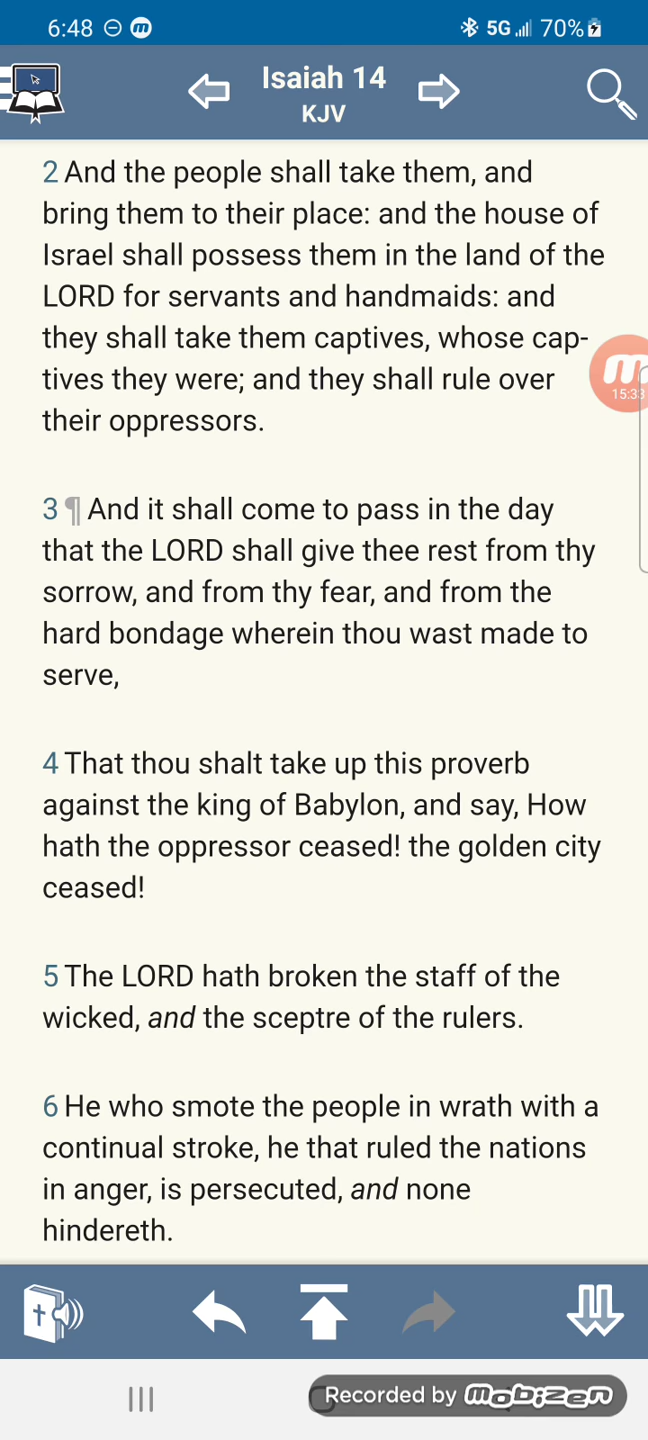 6:48
5G 70%
Isaiah 14
KJV
2 And the people shall take them, and
bring them to their place: and the house of
Israel shall possess them in the land of the
LORD for servants and handmaids: and
they shall take them captives, whose cap-
tives they were; and they shall rule over
their oppressors.
15:33
3 ¶ And it shall come to pass in the day
that the LORD shall give thee rest from thy
sorrow, and from thy fear, and from the
hard bondage wherein thou wast made to
serve,
4 That thou shalt take up this proverb
against the king of Babylon, and say, How
hath the oppressor ceased! the golden city
ceased!
5 The LORD hath broken the staff of the
wicked, and the sceptre of the rulers.
6 He who smote the people in wrath with a
continual stroke, he that ruled the nations
in anger, is persecuted, and none
hindereth.
Recorded by mobizen